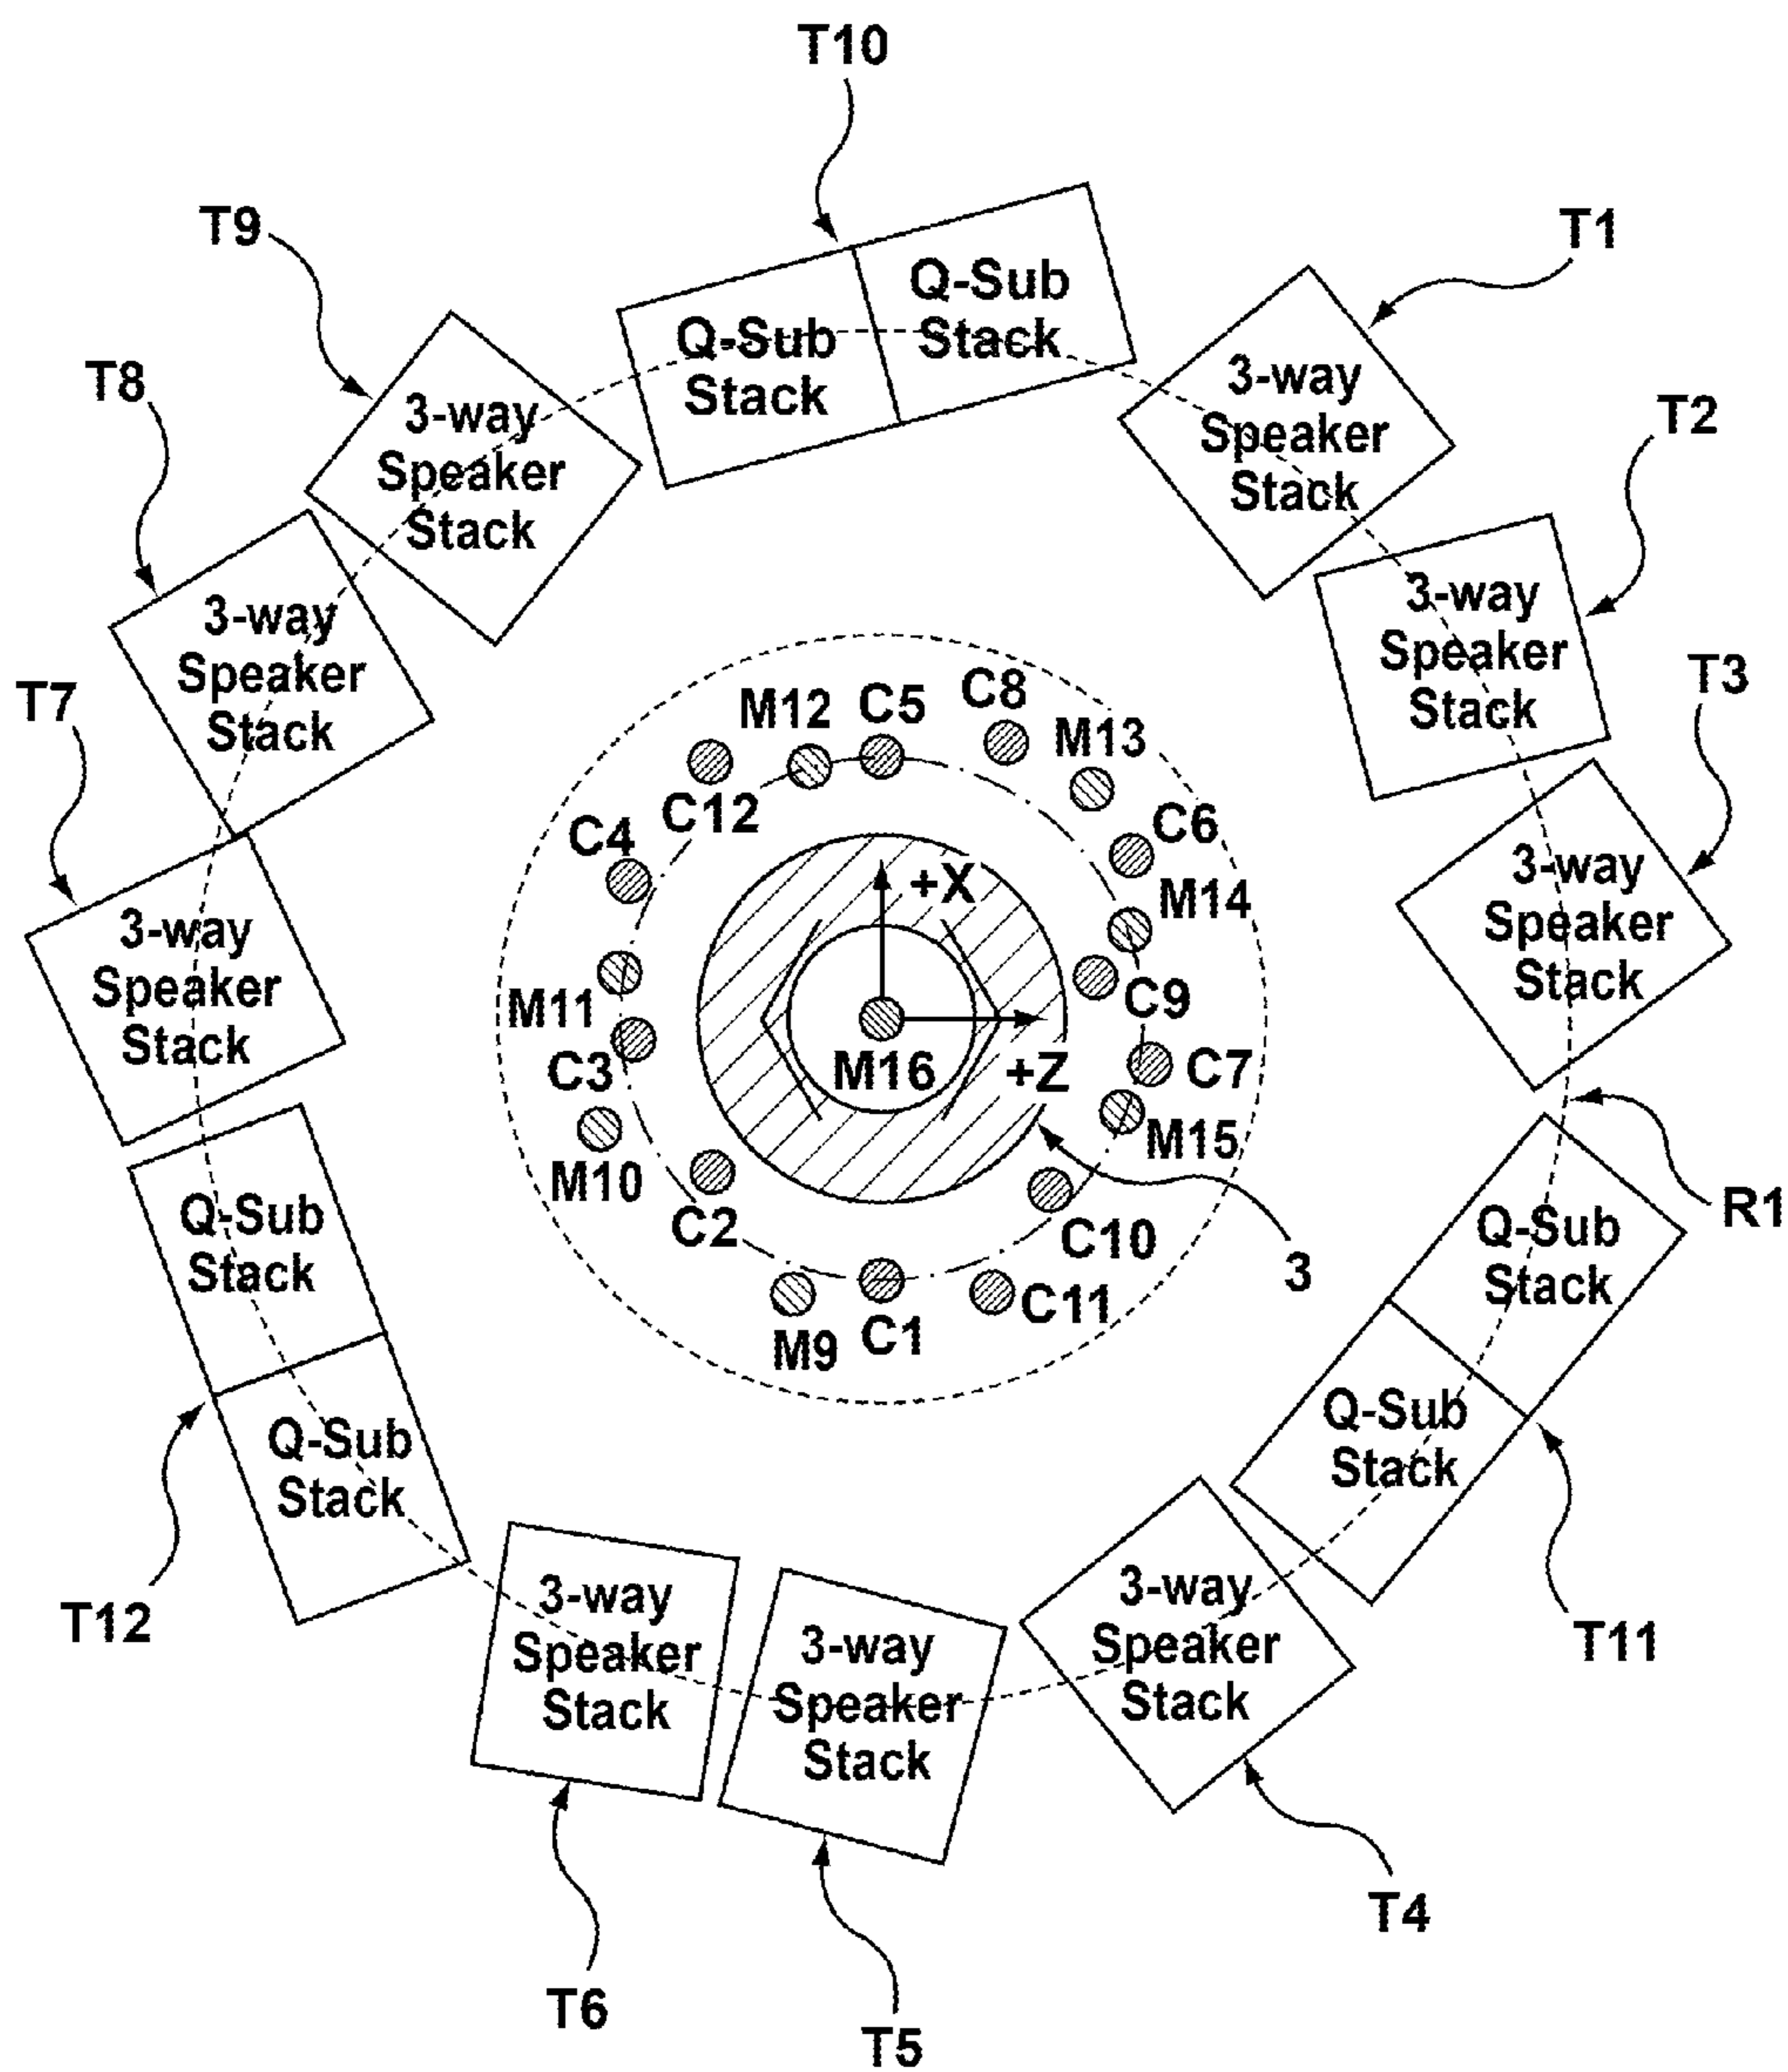 T10
T9
T1
Q-Sub
Stack
Q-Sub
Stack
T8
3-way
Speaker
Stack
3-way
Speaker
Stack
T2
3-way
Speaker
Stack
3-way
Speaker
Stack
T7
T3
M12
C5
C8
M13
C12
C4
C6
M14
+X
3-way
Speaker
Stack
3-way
Speaker
Stack
M11
C9
C3
M16
+Z
C7
M15
M10
C2
C10
R1
Q-Sub
Stack
Q-Sub
Stack
3
C11
M9
C1
Q-Sub
Stack
Q-Sub
Stack
T12
3-way
Speaker
Stack
3-way
Speaker
Stack
3-way
Speaker
Stack
T11
T4
T6
T5